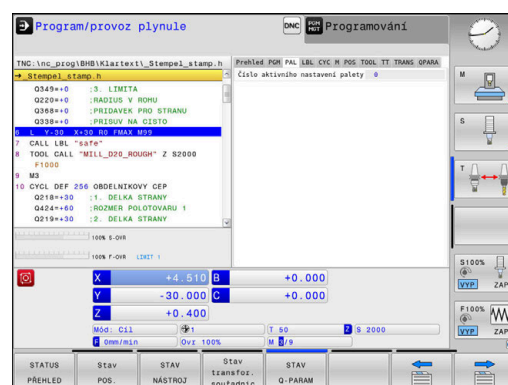 Program/provoz plynule
DNC
Programování
TNC:\nc_prog\BHB\Klartext\_Stempel_stamp.h
→_Stempel_stamp.h
Q349=+0 ;3. LIMITA
Q220=+0 ;RADIUS V ROHU
Q368=+0 ;PRIDAVEK PRO STRANU
Q338=+0 ;PRISUV NA CISTO
6 L Y-30 X+30 R0 FMAX M99
7 CALL LBL "safe"
8 TOOL CALL "MILL_D20_ROUGH" Z S2000
F1000
9 M3
10 CYCL DEF 256 OBDELNIKOVY CEP
Q218=+30 ;1. DELKA STRANY
Q424=+60 ;ROZMER POLOTOVARU 1
Q219=+30 ;2. DELKA STRANY
100% S-OVR
100% F-OVR LIMIT 1
Prehled PGM PAL LBL CYC M POS TOOL TT TRANS QPARA
Číslo aktivního nastavení palety 0
X +4.510 B +0.000
Y -30.000 C +0.000
Z +0.400
Mód: Cíl 1 T 50 Z S 2000
F 0mm/min Ovr 100% M 5/9
M
S
T
S100%
VYP ZAP
F100%
VYP ZAP
STATUS PŘEHLED
Stav POS.
STAV NÁSTROJ
Stav transfor. souřadnic
STAV Q-PARAM